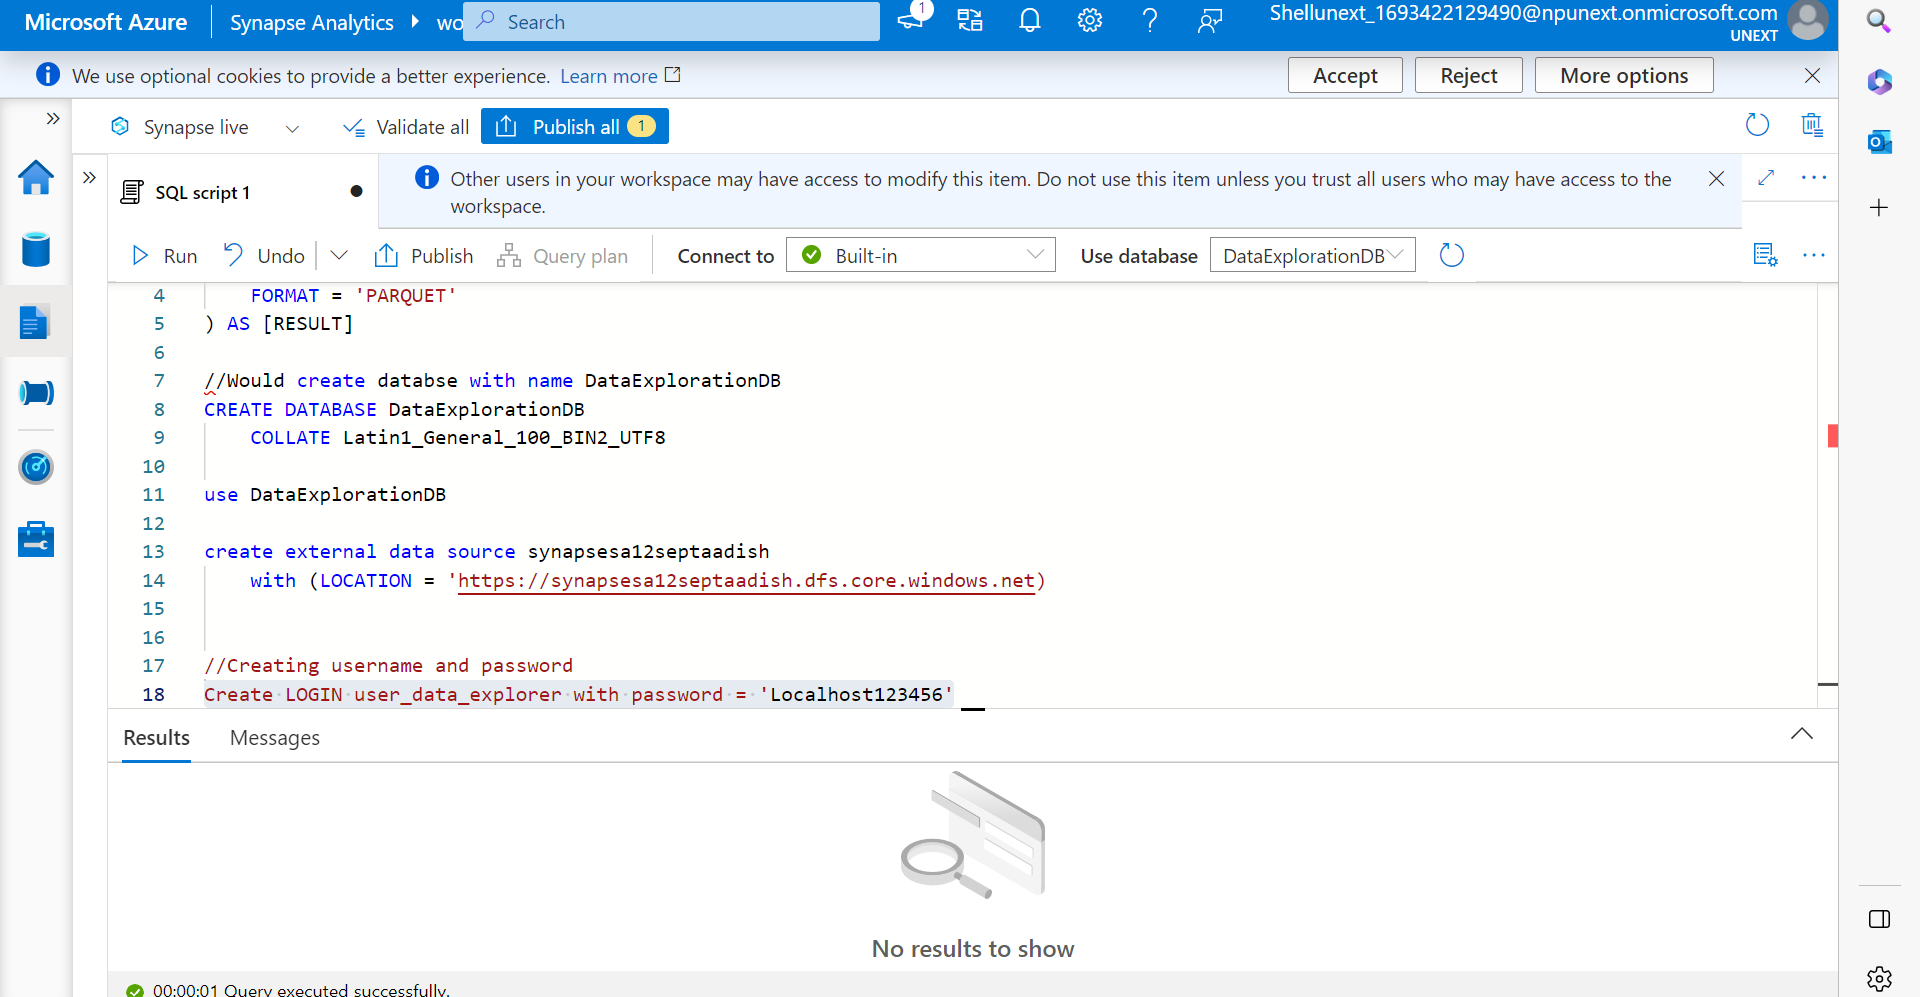 Microsoft Azure
Synapse Analytics
wo
Search
1
Shellunext_1693422129490@npunext.onmicrosoft.com
UNEXT
We use optional cookies to provide a better experience. Learn more
Accept
Reject
More options
Synapse live
Validate all
Publish all 1
SQL script 1
Other users in your workspace may have access to modify this item. Do not use this item unless you trust all users who may have access to the
workspace.
Run
Undo
Publish
Query plan
Connect to
Built-in
Use database
DataExplorationDB
4 FORMAT = 'PARQUET'
5 ) AS [RESULT]
6
7 //Would create databse with name DataExplorationDB
8 CREATE DATABASE DataExplorationDB
9 COLLATE Latin1_General_100_BIN2_UTF8
10
11 use DataExplorationDB
12
13 create external data source synapsesa12septaadish
14 with (LOCATION = 'https://synapsesa12septaadish.dfs.core.windows.net)
15
16
17 //Creating username and password
18 Create LOGIN user_data_explorer with password = 'Localhost123456'
Results
Messages
No results to show
00:00:01 Query executed successfully.